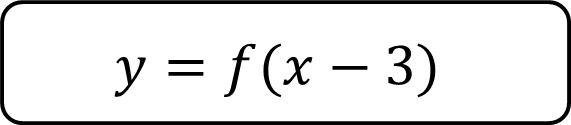 y = f(x − 3)